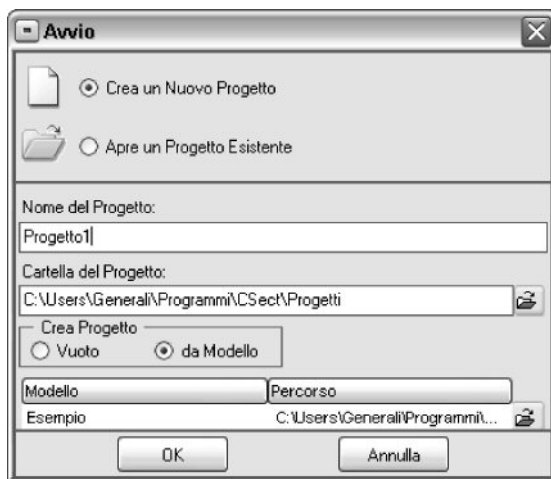 Avvio
Crea un Nuovo Progetto
Apre un Progetto Esistente
Nome del Progetto:
Progetto1
Cartella del Progetto:
C:\Users\Generali\Programmi\CSect\Progetti
Crea Progetto
Vuoto da Modello
Modello Percorso
Esempio C:\Users\Generali\Programmi\...
OK Annulla